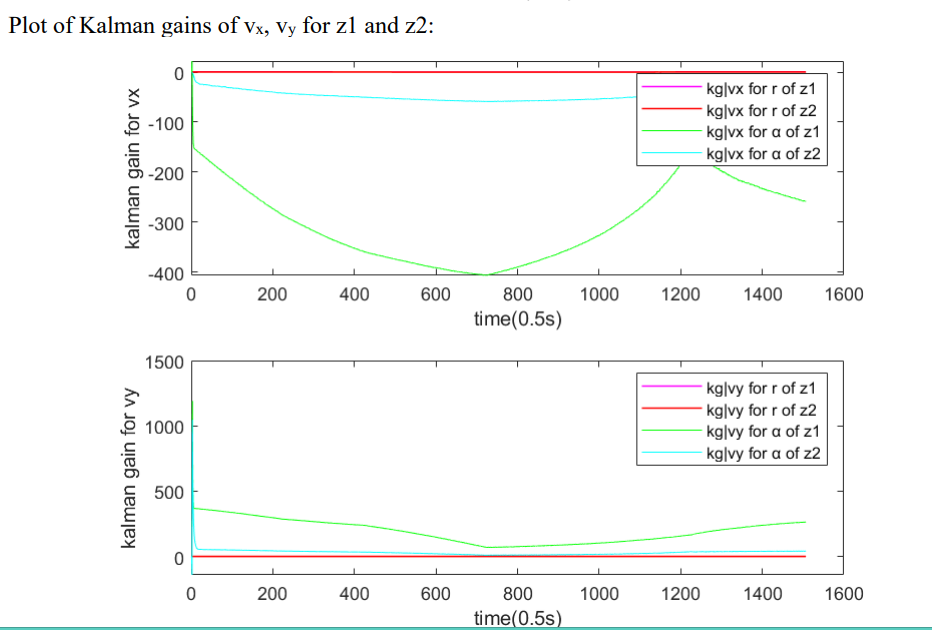 Plot of Kalman gains of vx, vy for z1 and z2:
0
-100
-200
-300
-400
kalman gain for vx
kg|vx for r of z1
kg|vx for r of z2
kg|vx for α of z1
kg|vx for α of z2
0 200 400 600 800 1000 1200 1400 1600
time(0.5s)
1500
1000
500
0
kalman gain for vy
kg|vy for r of z1
kg|vy for r of z2
kg|vy for α of z1
kg|vy for α of z2
0 200 400 600 800 1000 1200 1400 1600
time(0.5s)